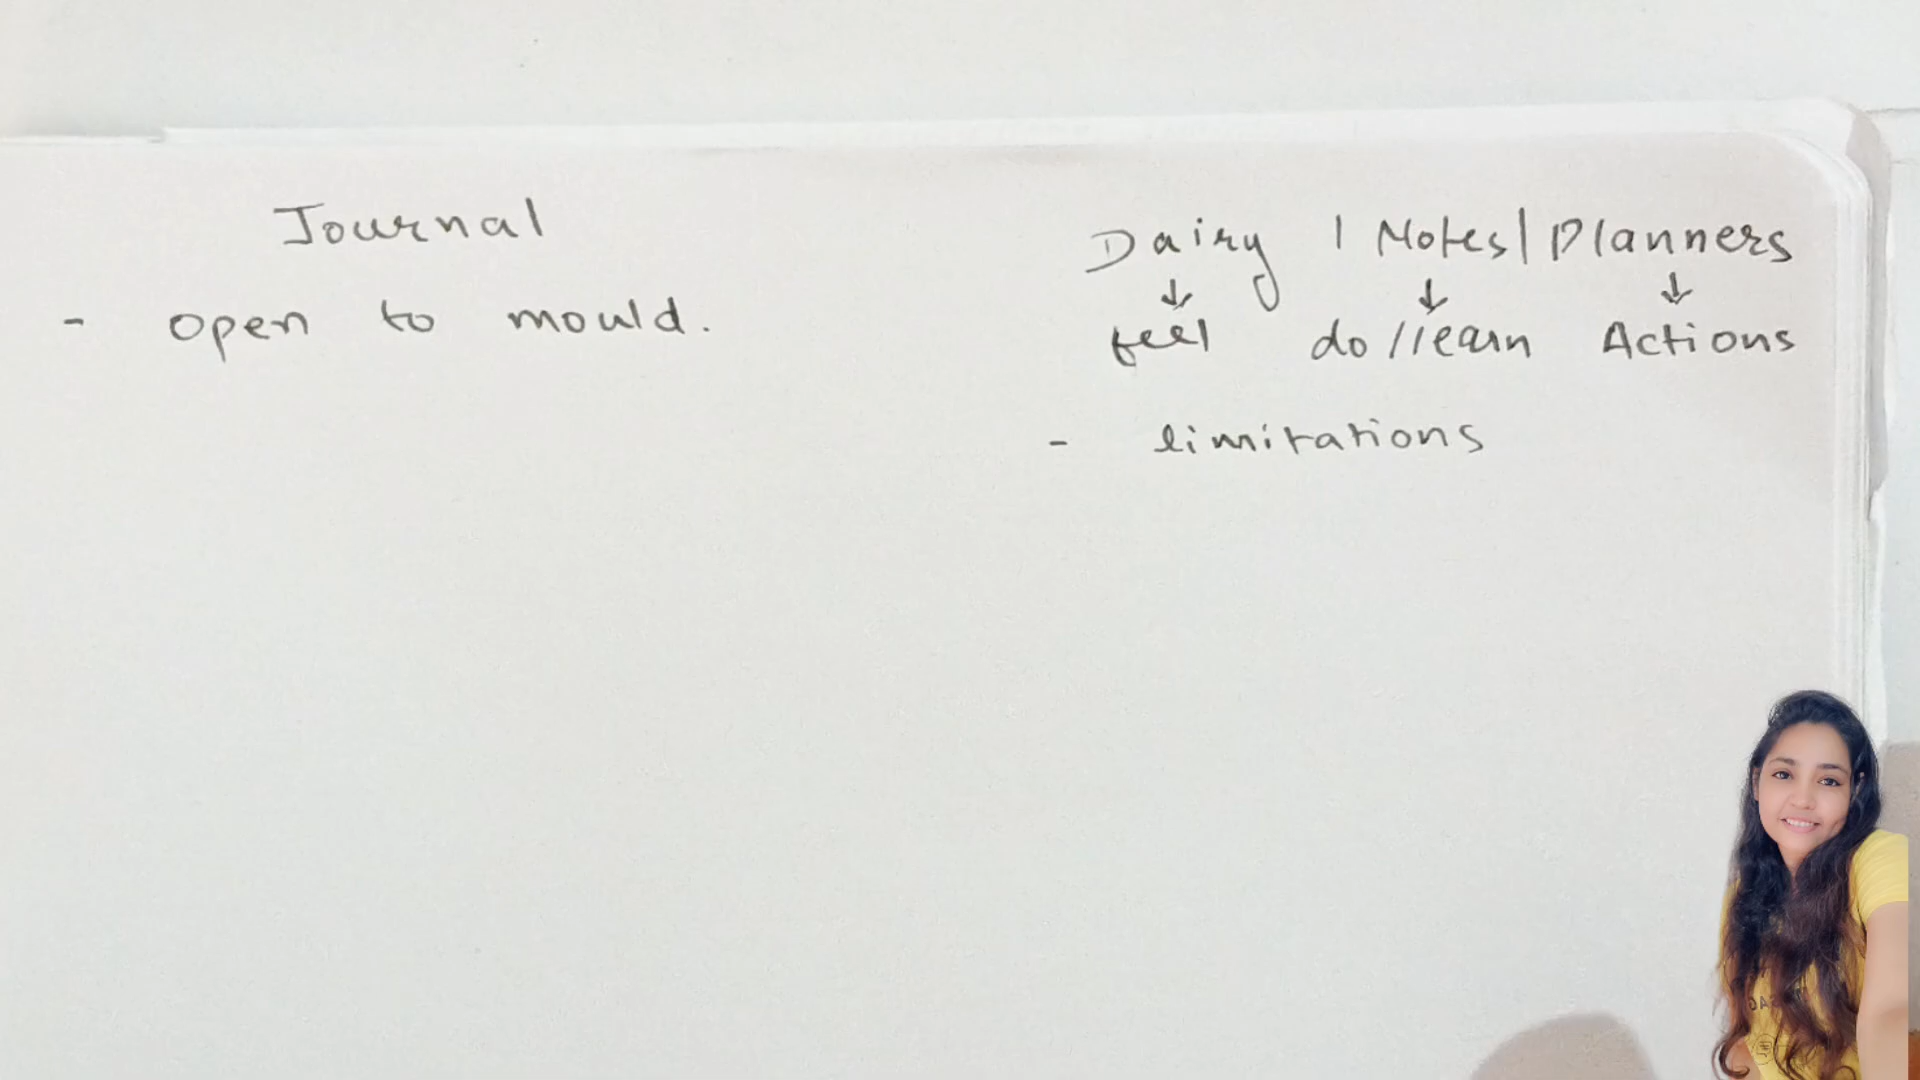 Journal
- open to mould.
Dairy | Notes | Planners
↓ ↓ ↓
feel do / learn Actions
- limitations